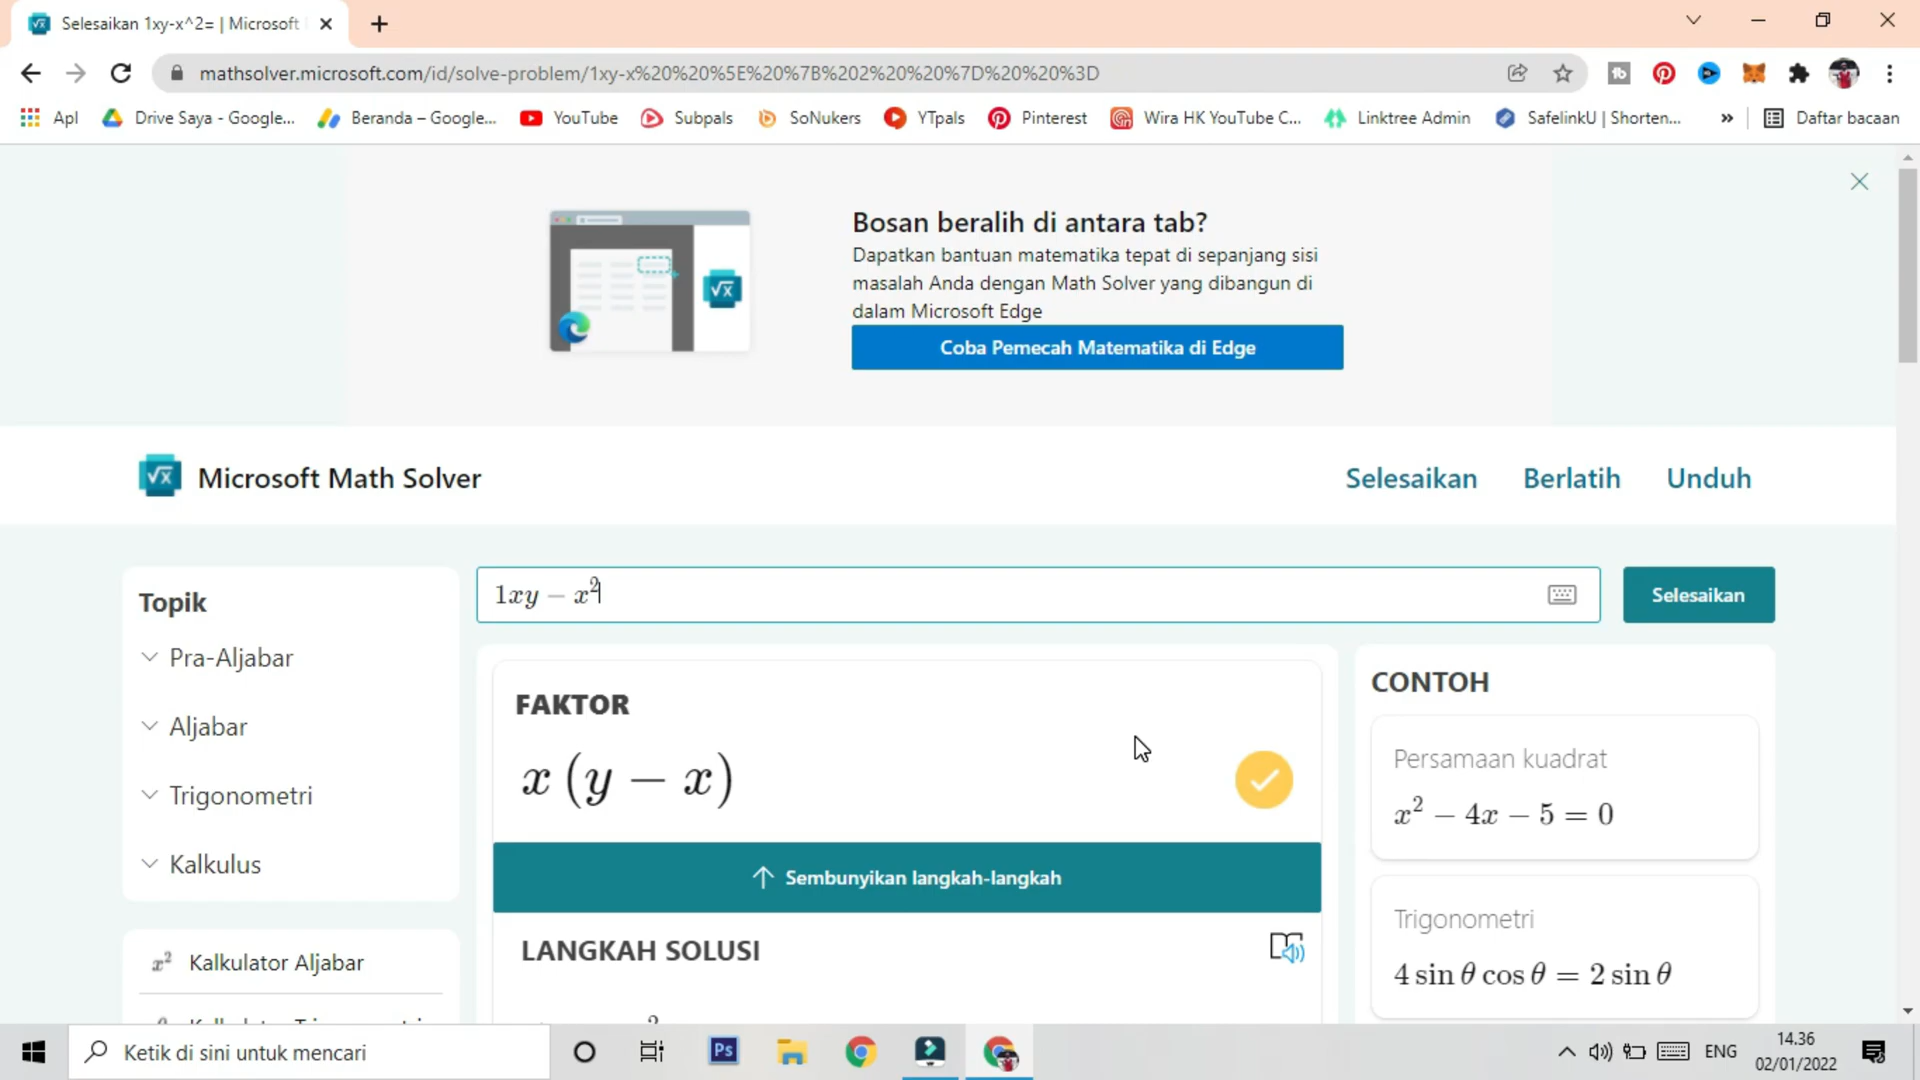 Selesaikan 1xy-x^2= | Microsoft
mathsolver.microsoft.com/id/solve-problem/1xy-x%20%20%5E%20%7B%202%20%20%7D%20%20%3D
Apl
Drive Saya - Google...
Beranda – Google...
YouTube
Subpals
SoNukers
YTpals
Pinterest
Wira HK YouTube C...
Linktree Admin
SafelinkU | Shorten...
»
Daftar bacaan
Bosan beralih di antara tab?
Dapatkan bantuan matematika tepat di sepanjang sisi
masalah Anda dengan Math Solver yang dibangun di
dalam Microsoft Edge
Coba Pemecah Matematika di Edge
√x Microsoft Math Solver
Selesaikan
Berlatih
Unduh
Topik
Pra-Aljabar
Aljabar
Trigonometri
Kalkulus
x² Kalkulator Aljabar
1xy − x²
Selesaikan
FAKTOR
x (y − x)
Sembunyikan langkah-langkah
LANGKAH SOLUSI
CONTOH
Persamaan kuadrat
x² − 4x − 5 = 0
Trigonometri
4 sin θ cos θ = 2 sin θ
Ketik di sini untuk mencari
Ps
ENG
14.36
02/01/2022